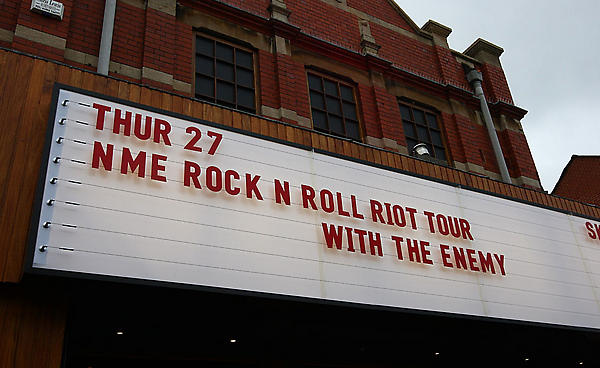 THUR 27
NME ROCK N ROLL RIOT TOUR
WITH THE ENEMY